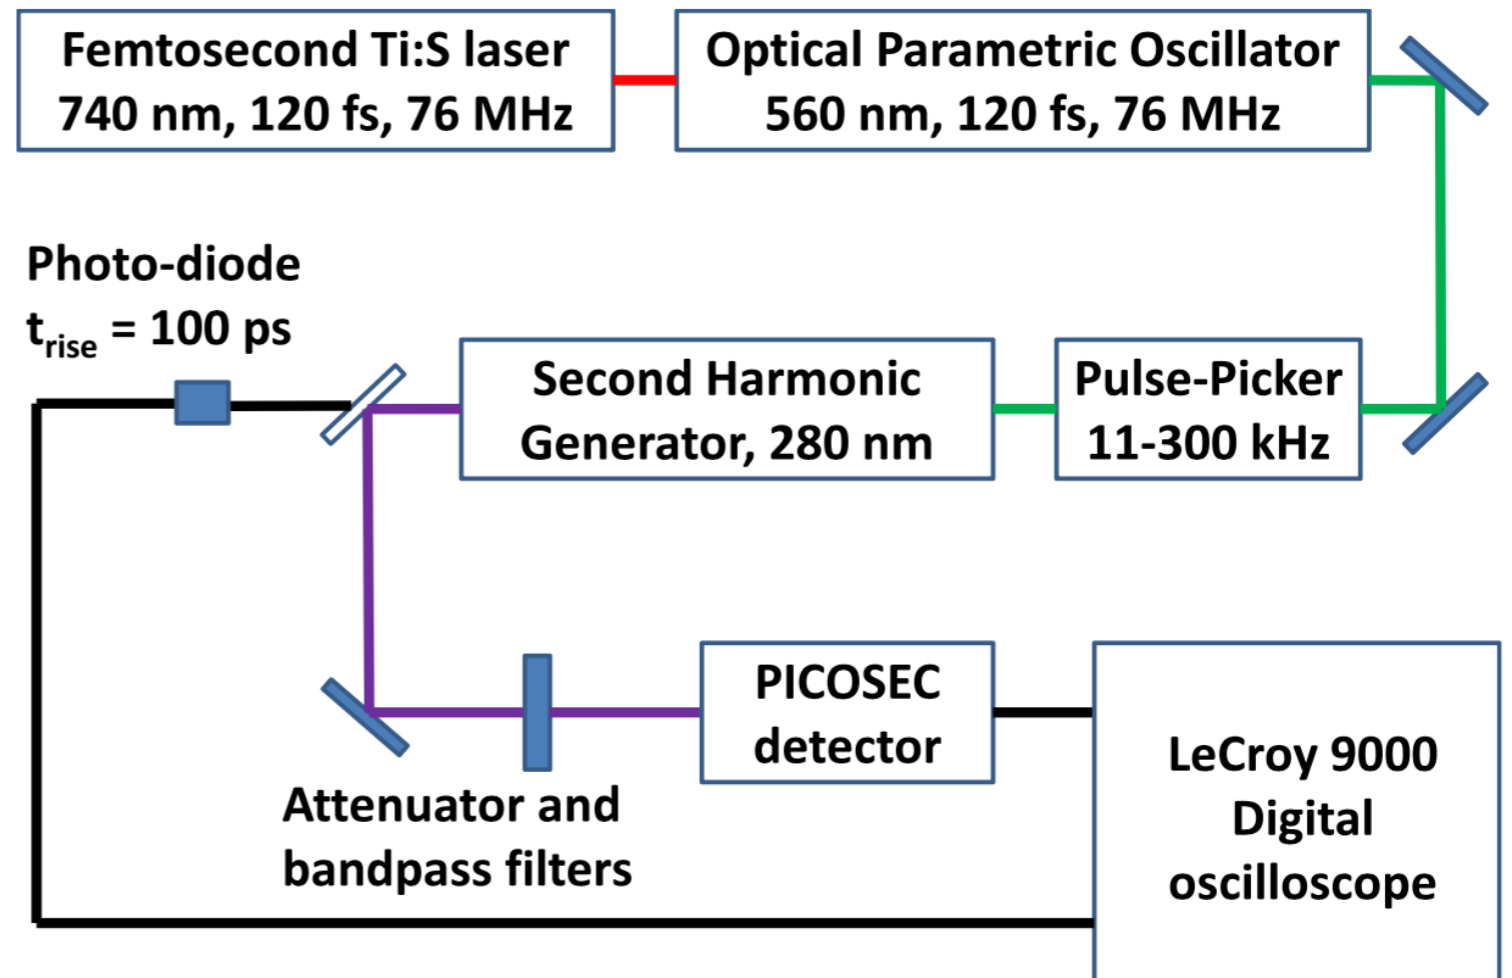 Femtosecond Ti:S laser
740 nm, 120 fs, 76 MHz
Optical Parametric Oscillator
560 nm, 120 fs, 76 MHz
Photo-diode
trise = 100 ps
Second Harmonic
Generator, 280 nm
Pulse-Picker
11-300 kHz
PICOSEC
detector
Attenuator and
bandpass filters
LeCroy 9000
Digital
oscilloscope